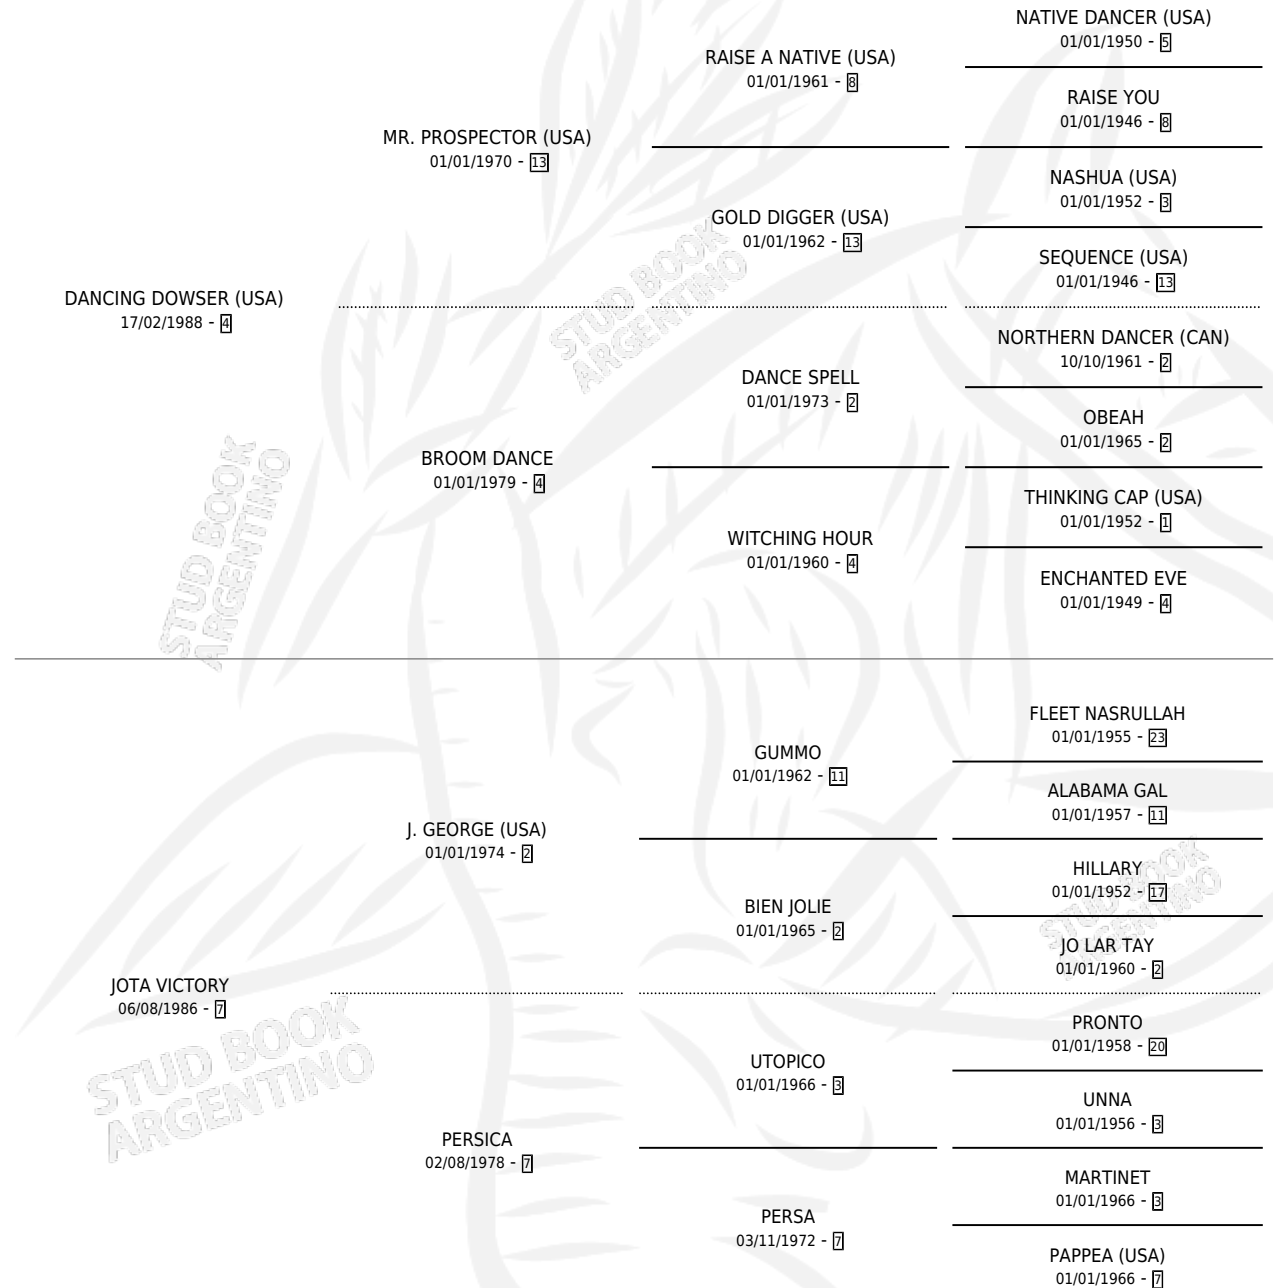 NATIVE DANCER (USA)
01/01/1950 - 5
RAISE A NATIVE (USA)
01/01/1961 - 8
RAISE YOU
01/01/1946 - 8
MR. PROSPECTOR (USA)
01/01/1970 - 13
NASHUA (USA)
01/01/1952 - 3
GOLD DIGGER (USA)
01/01/1962 - 13
SEQUENCE (USA)
01/01/1946 - 13
DANCING DOWSER (USA)
17/02/1988 - 4
NORTHERN DANCER (CAN)
10/10/1961 - 2
DANCE SPELL
01/01/1973 - 2
OBEAH
01/01/1965 - 2
BROOM DANCE
01/01/1979 - 4
THINKING CAP (USA)
01/01/1952 - 1
WITCHING HOUR
01/01/1960 - 4
ENCHANTED EVE
01/01/1949 - 4
FLEET NASRULLAH
01/01/1955 - 23
GUMMO
01/01/1962 - 11
ALABAMA GAL
01/01/1957 - 11
J. GEORGE (USA)
01/01/1974 - 2
HILLARY
01/01/1952 - 17
BIEN JOLIE
01/01/1965 - 2
JO LAR TAY
01/01/1960 - 2
JOTA VICTORY
06/08/1986 - 7
PRONTO
01/01/1958 - 20
UTOPICO
01/01/1966 - 3
UNNA
01/01/1956 - 3
PERSICA
02/08/1978 - 7
MARTINET
01/01/1966 - 3
PERSA
03/11/1972 - 7
PAPPEA (USA)
01/01/1966 - 7
STUD BOOK
ARGENTINO
STUD BOOK
ARGENTINO
STUD BOOK
ARGENTINO
STUD BOOK
ARGENTINO